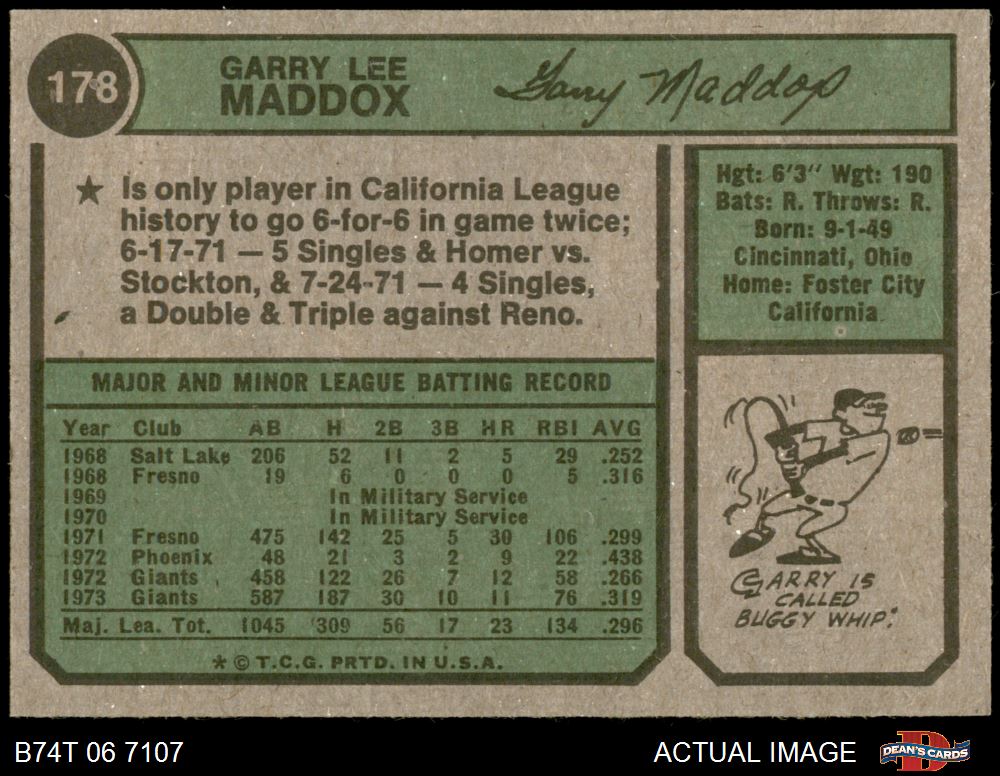 178
GARRY LEE
MADDOX
Garry Maddox
★ Is only player in California League
history to go 6-for-6 in game twice;
6-17-71 — 5 Singles & Homer vs.
Stockton, & 7-24-71 — 4 Singles,
a Double & Triple against Reno.
Hgt: 6'3" Wgt: 190
Bats: R. Throws: R.
Born: 9-1-49
Cincinnati, Ohio
Home: Foster City
California
MAJOR AND MINOR LEAGUE BATTING RECORD
Year Club AB H 2B 3B HR RBI AVG
1968 Salt Lake 206 52 11 2 5 29 .252
1968 Fresno 19 6 0 0 0 5 .316
1969 In Military Service
1970 In Military Service
1971 Fresno 475 142 25 5 30 106 .299
1972 Phoenix 48 21 3 2 9 22 .438
1972 Giants 458 122 26 7 12 58 .266
1973 Giants 587 187 30 10 11 76 .319
Maj. Lea. Tot. 1045 309 56 17 23 134 .296
* © T.C.G. PRTD. IN U.S.A.
GARRY IS
CALLED
BUGGY WHIP.
B74T 06 7107
ACTUAL IMAGE
DEAN'S CARDS